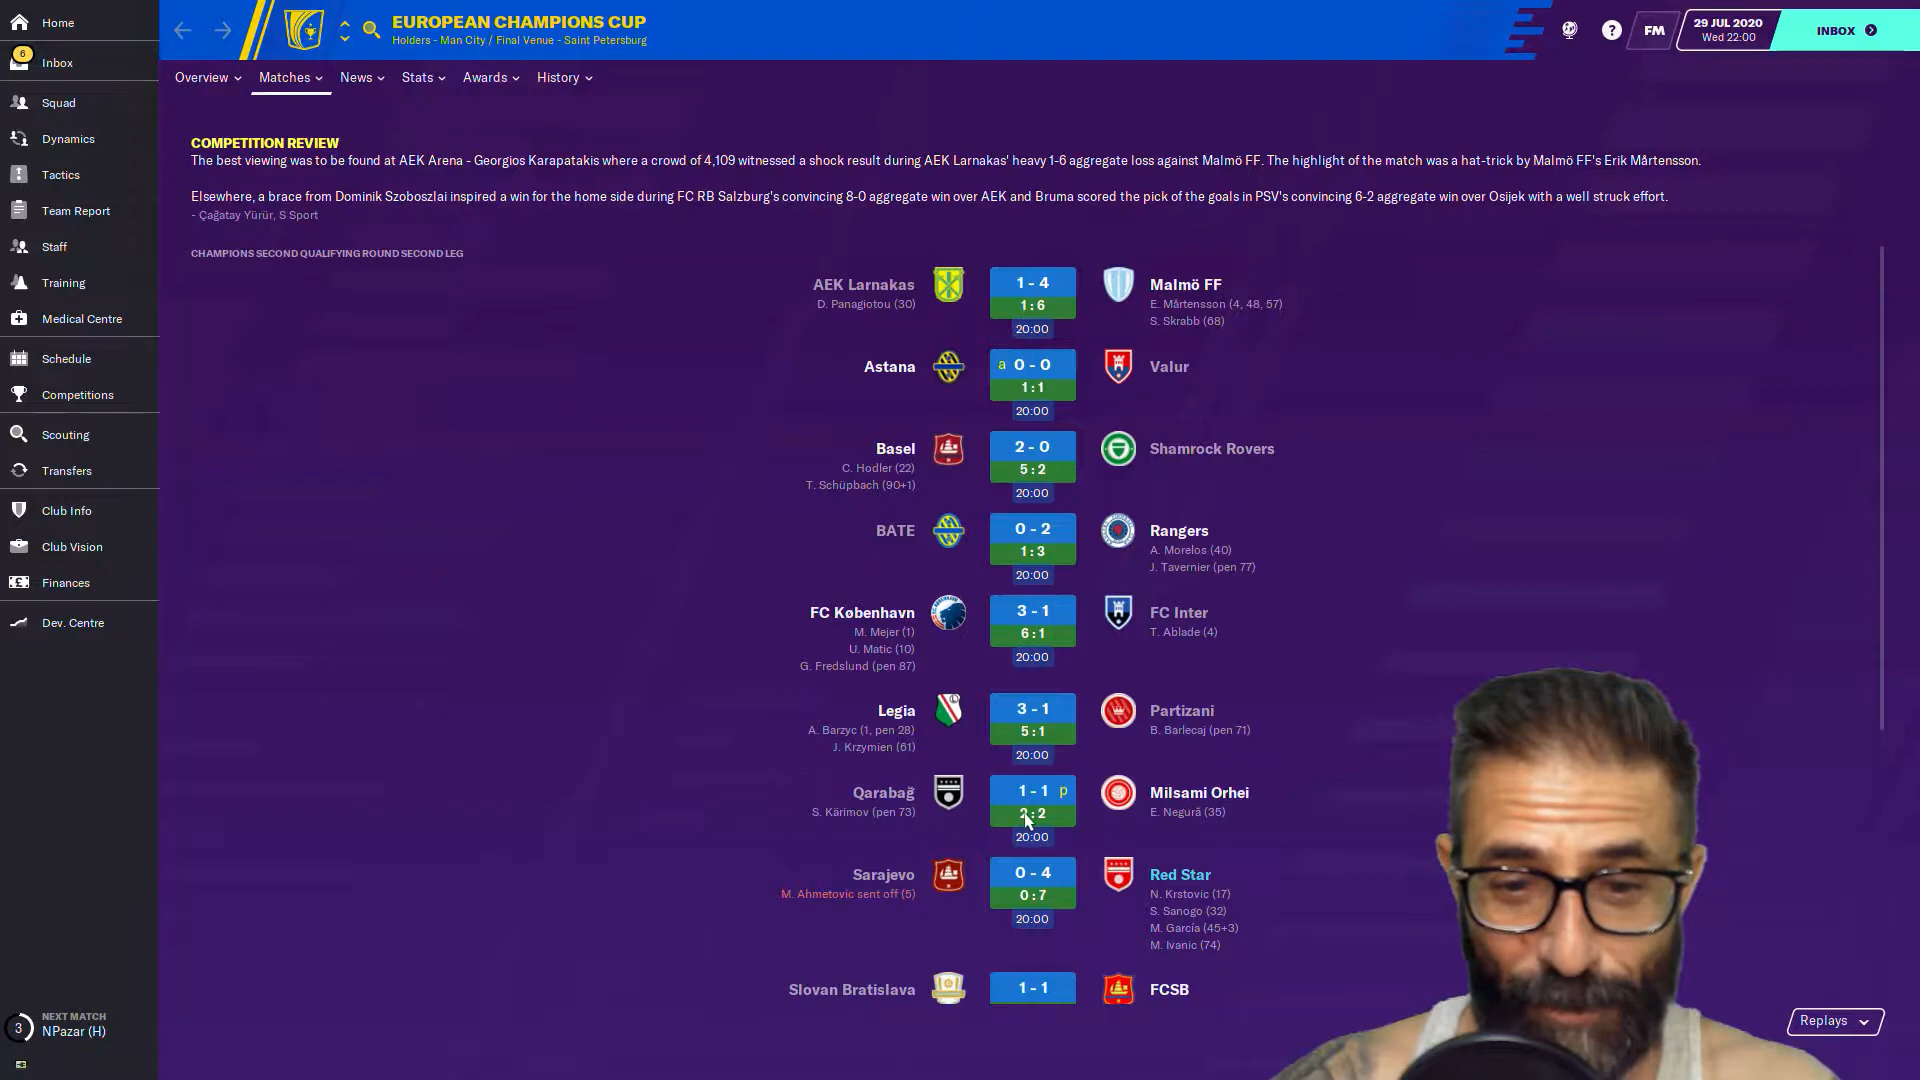 Home
Inbox
6
Squad
Dynamics
Tactics
Team Report
Staff
Training
Medical Centre
Schedule
Competitions
Scouting
Transfers
Club Info
Club Vision
Finances
Dev. Centre
3
NEXT MATCH
NPazar (H)
EUROPEAN CHAMPIONS CUP
Holders - Man City / Final Venue - Saint Petersburg
?
FM
29 JUL 2020
Wed 22:00
INBOX
Overview Matches News Stats Awards History
COMPETITION REVIEW
The best viewing was to be found at AEK Arena - Georgios Karapatakis where a crowd of 4,109 witnessed a shock result during AEK Larnakas' heavy 1-6 aggregate loss against Malmö FF. The highlight of the match was a hat-trick by Malmö FF's Erik Mårtensson.
Elsewhere, a brace from Dominik Szoboszlai inspired a win for the home side during FC RB Salzburg's convincing 8-0 aggregate win over AEK and Bruma scored the pick of the goals in PSV's convincing 6-2 aggregate win over Osijek with a well struck effort.
- Çağatay Yürür, S Sport
CHAMPIONS SECOND QUALIFYING ROUND SECOND LEG
AEK Larnakas 1 - 4 Malmö FF
D. Panagiotou (30) 1 : 6 E. Mårtensson (4, 48, 57)
20:00 S. Skrabb (68)
Astana a 0 - 0 Valur
1 : 1
20:00
Basel 2 - 0 Shamrock Rovers
C. Hodler (22) 5 : 2
T. Schüpbach (90+1) 20:00
BATE 0 - 2 Rangers
1 : 3 A. Morelos (40)
20:00 J. Tavernier (pen 77)
FC København 3 - 1 FC Inter
M. Mejer (1) 6 : 1 T. Ablade (4)
U. Matic (10) 20:00
G. Fredslund (pen 87)
Legia 3 - 1 Partizani
A. Barzyc (1, pen 28) 5 : 1 B. Barlecaj (pen 71)
J. Krzymien (61) 20:00
Qarabağ 1 - 1 p Milsami Orhei
S. Kärimov (pen 73) 2 : 2 E. Negură (35)
20:00
Sarajevo 0 - 4 Red Star
M. Ahmetovic sent off (5) 0 : 7 N. Krstovic (17)
20:00 S. Sanogo (32)
M. García (45+3)
M. Ivanic (74)
Slovan Bratislava 1 - 1 FCSB
Replays